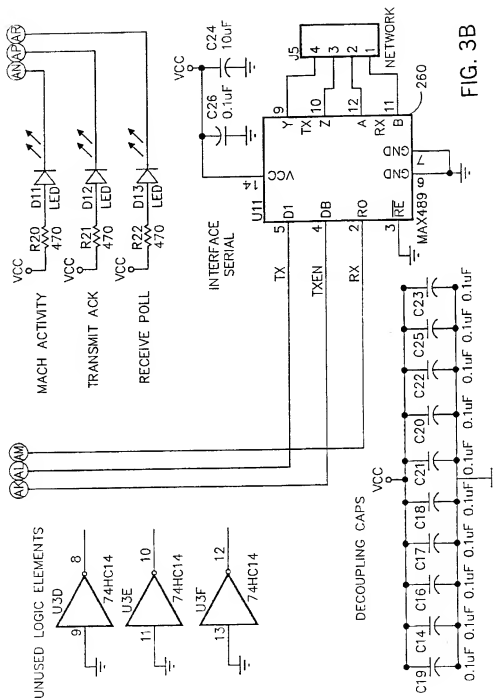 UNUSED LOGIC ELEMENTS
U3D
9
8
74HC14
U3E
11
10
74HC14
U3F
13
12
74HC14
AK
AL
AM
MACH ACTIVITY
VCC
R20
470
D11
LED
AN
TRANSMIT ACK
VCC
R21
470
D12
LED
AP
RECEIVE POLL
VCC
R22
470
D13
LED
AR
INTERFACE
SERIAL
VCC
C26
0.1uF
C24
10uF
14
VCC
U11
TX
5
D1
TXEN
4
DB
RX
2
RO
3
RE
MAX489
GND
6
GND
7
Y
9
TX
Z
10
A
12
RX
B
11
260
J5
4
3
2
1
NETWORK
DECOUPLING CAPS
VCC
C19
0.1uF
C14
0.1uF
C16
0.1uF
C17
0.1uF
C18
0.1uF
C21
0.1uF
C20
0.1uF
C22
0.1uF
C25
0.1uF
C23
0.1uF
FIG. 3B